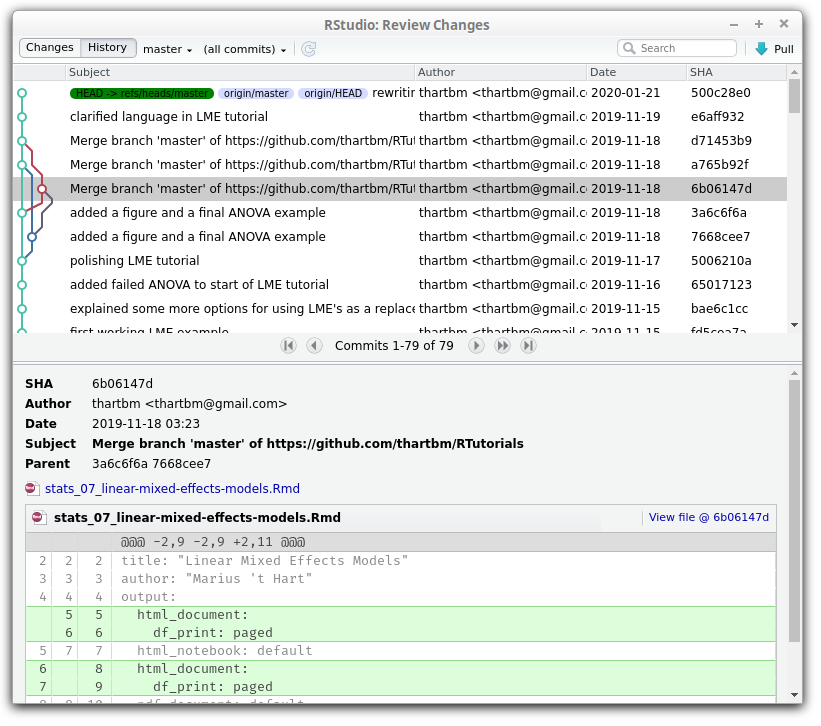 RStudio: Review Changes
Changes History master (all commits) Search Pull
Subject Author Date SHA
HEAD -> refs/heads/master origin/master origin/HEAD rewritin thartbm <thartbm@gmail.c 2020-01-21 500c28e0
clarified language in LME tutorial thartbm <thartbm@gmail.c 2019-11-19 e6aff932
Merge branch 'master' of https://github.com/thartbm/RTut thartbm <thartbm@gmail.c 2019-11-18 d71453b9
Merge branch 'master' of https://github.com/thartbm/RTut thartbm <thartbm@gmail.c 2019-11-18 a765b92f
Merge branch 'master' of https://github.com/thartbm/RTut thartbm <thartbm@gmail.c 2019-11-18 6b06147d
added a figure and a final ANOVA example thartbm <thartbm@gmail.c 2019-11-18 3a6c6f6a
added a figure and a final ANOVA example thartbm <thartbm@gmail.c 2019-11-18 7668cee7
polishing LME tutorial thartbm <thartbm@gmail.c 2019-11-17 5006210a
added failed ANOVA to start of LME tutorial thartbm <thartbm@gmail.c 2019-11-16 65017123
explained some more options for using LME's as a replace thartbm <thartbm@gmail.c 2019-11-15 bae6c1cc
first working LME example thartbm <thartbm@gmail.c 2019-11-15 fd5cea7a
Commits 1-79 of 79
SHA 6b06147d
Author thartbm <thartbm@gmail.com>
Date 2019-11-18 03:23
Subject Merge branch 'master' of https://github.com/thartbm/RTutorials
Parent 3a6c6f6a 7668cee7
stats_07_linear-mixed-effects-models.Rmd
stats_07_linear-mixed-effects-models.Rmd View file @ 6b06147d
@@@ -2,9 -2,9 +2,11 @@@
2 2 2 title: "Linear Mixed Effects Models"
3 3 3 author: "Marius 't Hart"
4 4 4 output:
5 5 html_document:
6 6 df_print: paged
5 7 7 html_notebook: default
6 8 html_document:
7 9 df_print: paged
8 8 10 pdf_document: default